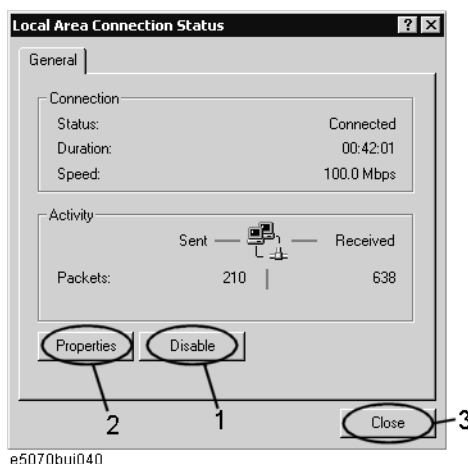 Local Area Connection Status
General
Connection
Status: Connected
Duration: 00:42:01
Speed: 100.0 Mbps
Activity
Sent Received
Packets: 210 638
Properties Disable
2 1
Close 3
e5070bui040